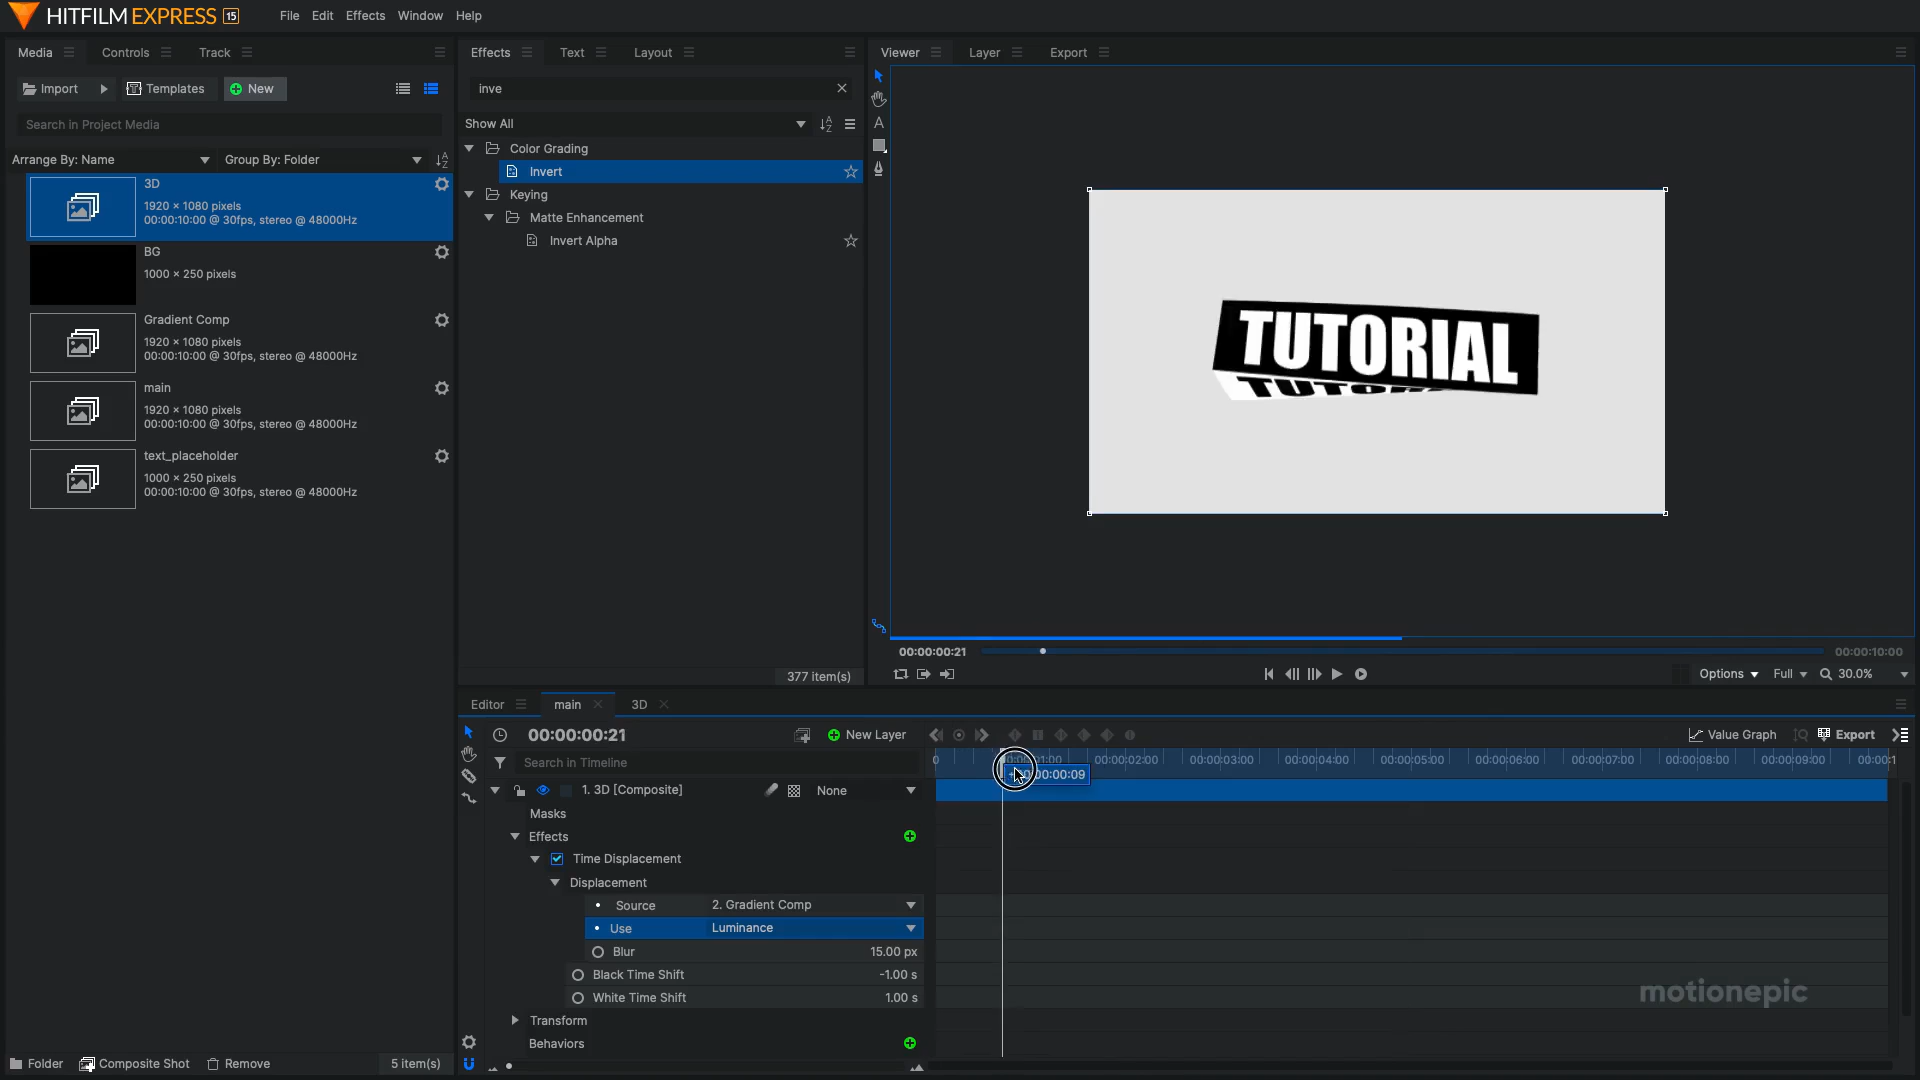 HITFILM EXPRESS 15
File Edit Effects Window Help
Media Controls Track
Import Templates New
Search in Project Media
Arrange By: Name Group By: Folder
3D
1920 × 1080 pixels
00:00:10:00 @ 30fps, stereo @ 48000Hz
BG
1000 × 250 pixels
Gradient Comp
1920 × 1080 pixels
00:00:10:00 @ 30fps, stereo @ 48000Hz
main
1920 × 1080 pixels
00:00:10:00 @ 30fps, stereo @ 48000Hz
text_placeholder
1000 × 250 pixels
00:00:10:00 @ 30fps, stereo @ 48000Hz
Folder Composite Shot Remove 5 item(s)
Effects Text Layout
inve
Show All
Color Grading
Invert
Keying
Matte Enhancement
Invert Alpha
377 item(s)
Viewer Layer Export
TUTORIAL
00:00:00:21 00:00:10:00
Options Full 30.0%
Editor main 3D
00:00:00:21 New Layer Value Graph Export
Search in Timeline
0 00:00:02:00 00:00:03:00 00:00:04:00 00:00:05:00 00:00:06:00 00:00:07:00 00:00:08:00 00:00:09:00 00:00:1
1. 3D [Composite] None
Masks
Effects
Time Displacement
Displacement
Source 2. Gradient Comp
Use Luminance
Blur 15.00 px
Black Time Shift -1.00 s
White Time Shift 1.00 s
Transform
Behaviors
motionepic